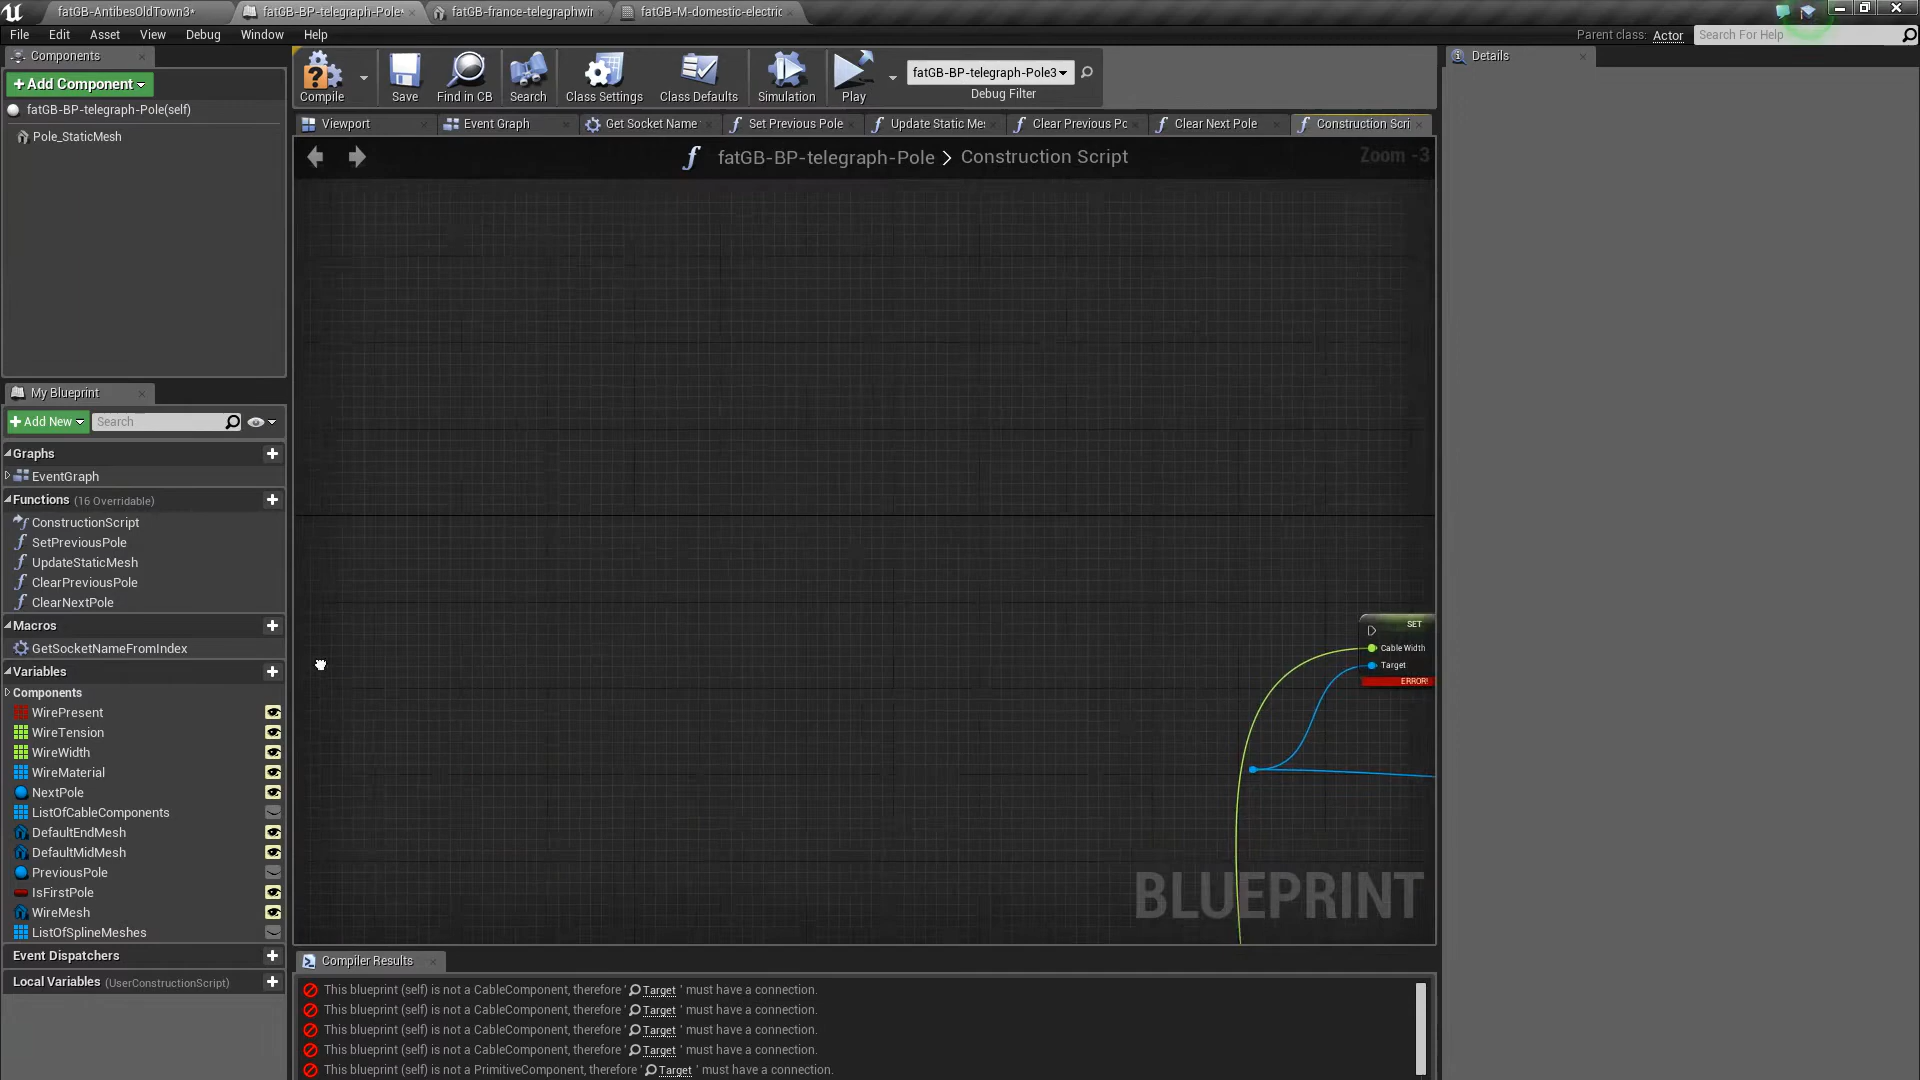 fatGB-AntibesOldTown3*
fatGB-BP-telegraph-Pole*
fatGB-france-telegraphwir
fatGB-M-domestic-electric
File Edit Asset View Debug Window Help
Parent class: Actor
Search For Help
Components
+Add Component
fatGB-BP-telegraph-Pole(self)
Pole_StaticMesh
Compile
Save
Find in CB
Search
Class Settings
Class Defaults
Simulation
Play
fatGB-BP-telegraph-Pole3
Debug Filter
Details
Viewport
Event Graph
Get Socket Name
Set Previous Pole
Update Static Me
Clear Previous Po
Clear Next Pole
Construction Scri
fatGB-BP-telegraph-Pole > Construction Script
Zoom -3
My Blueprint
+Add New
Search
Graphs
EventGraph
Functions (16 Overridable)
ConstructionScript
SetPreviousPole
UpdateStaticMesh
ClearPreviousPole
ClearNextPole
Macros
GetSocketNameFromIndex
Variables
Components
WirePresent
WireTension
WireWidth
WireMaterial
NextPole
ListOfCableComponents
DefaultEndMesh
DefaultMidMesh
PreviousPole
IsFirstPole
WireMesh
ListOfSplineMeshes
Event Dispatchers
Local Variables (UserConstructionScript)
SET
Cable Width
Target
ERROR!
BLUEPRINT
Compiler Results
This blueprint (self) is not a CableComponent, therefore ' Target ' must have a connection.
This blueprint (self) is not a CableComponent, therefore ' Target ' must have a connection.
This blueprint (self) is not a CableComponent, therefore ' Target ' must have a connection.
This blueprint (self) is not a CableComponent, therefore ' Target ' must have a connection.
This blueprint (self) is not a PrimitiveComponent, therefore ' Target ' must have a connection.